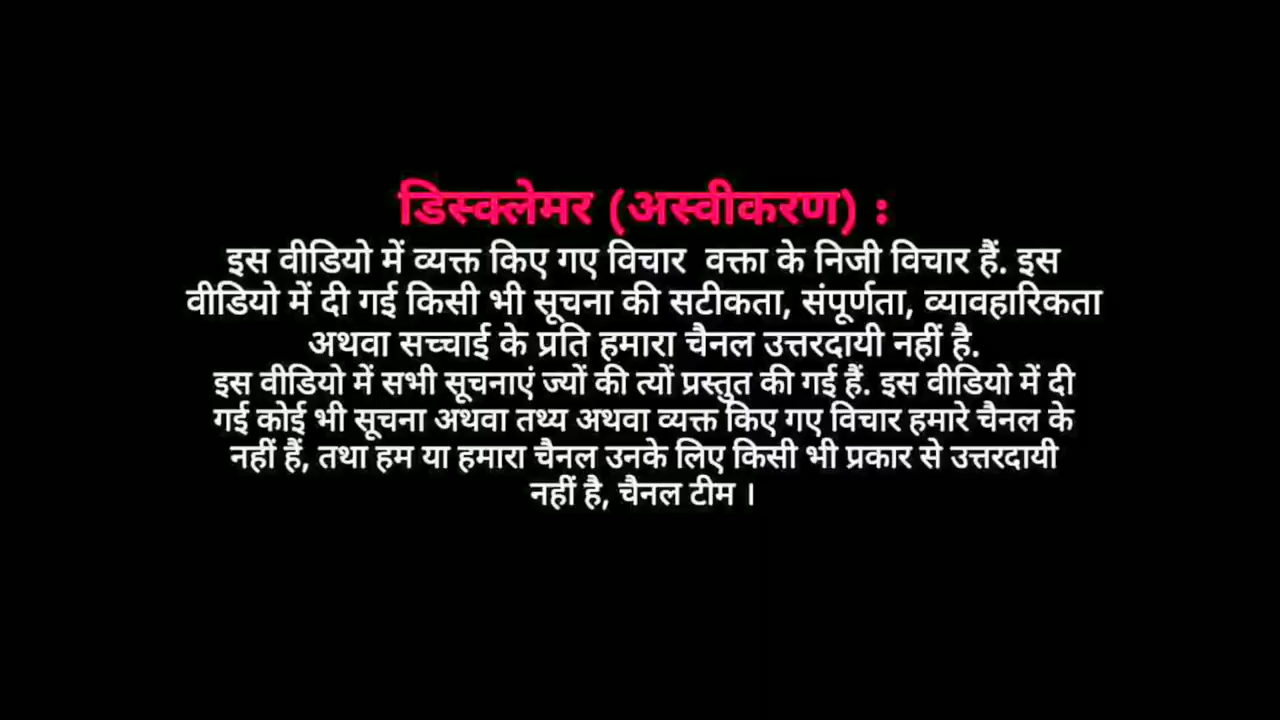 डिस्क्लेमर (अस्वीकरण) :
इस वीडियो में व्यक्त किए गए विचार  वक्ता के निजी विचार हैं. इस
वीडियो में दी गई किसी भी सूचना की सटीकता, संपूर्णता, व्यावहारिकता
अथवा सच्चाई के प्रति हमारा चैनल उत्तरदायी नहीं है.
इस वीडियो में सभी सूचनाएं ज्यों की त्यों प्रस्तुत की गई हैं. इस वीडियो में दी
गई कोई भी सूचना अथवा तथ्य अथवा व्यक्त किए गए विचार हमारे चैनल के
नहीं हैं, तथा हम या हमारा चैनल उनके लिए किसी भी प्रकार से उत्तरदायी
नहीं है, चैनल टीम ।